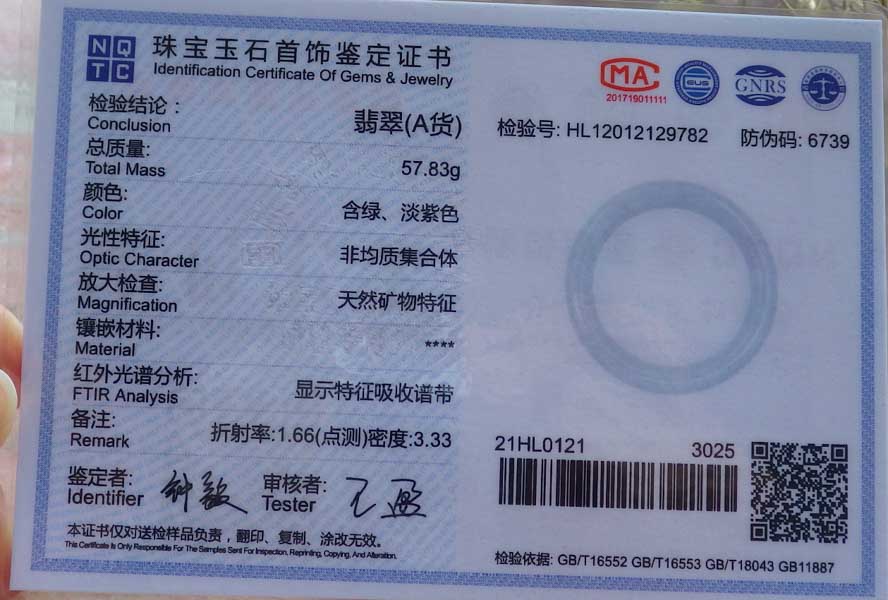 NQ
TC
珠宝玉石首饰鉴定证书
Identification Certificate Of Gems & Jewelry
检验结论：
Conclusion
翡翠(A货)
总质量:
Total Mass
57.83g
颜色:
Color
含绿、淡紫色
光性特征:
Optic Character
非均质集合体
放大检查:
Magnification
天然矿物特征
镶嵌材料:
Material
****
红外光谱分析:
FTIR Analysis
显示特征吸收谱带
备注:
Remark
折射率:1.66(点测)密度:3.33
鉴定者:
Identifier
审核者:
Tester
本证书仅对送检样品负责，翻印、复制、涂改无效。
This Certificate Is Only Responsible For The Samples Sent For Inspection, Reprinting, Copying, And Alteration.
MA
201719011111
GNRS
检验号: HL12012129782
防伪码: 6739
21HL0121
3025
检验依据: GB/T16552 GB/T16553 GB/T18043 GB11887